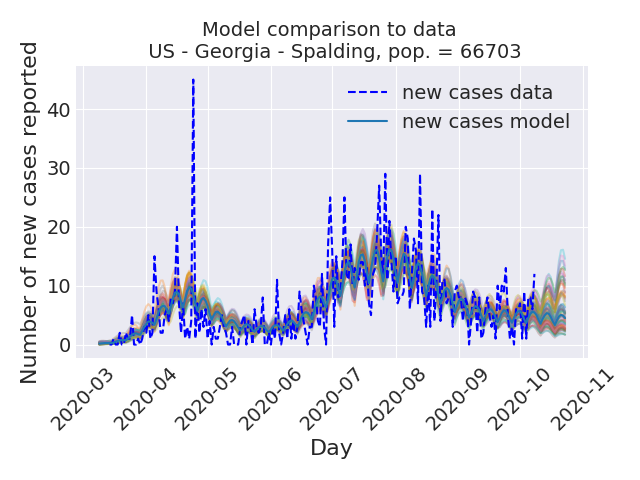 Model comparison to data
US - Georgia - Spalding, pop. = 66703
Number of new cases reported
new cases data
new cases model
40
30
20
10
0
2020-03
2020-04
2020-05
2020-06
2020-07
2020-08
2020-09
2020-10
2020-11
Day